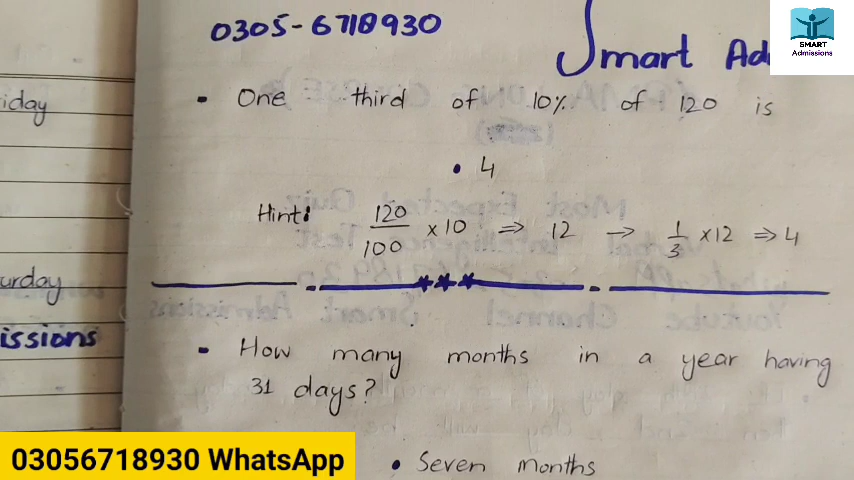 0305-6718930
Smart Ad
SMART
Admissions
iday
• One third of 10% of 120 is
• 4
Hint: 120/100 × 10 ⇒ 12 → 1/3 × 12 ⇒ 4
urday
issions
• How many months in a year having
31 days?
• Seven months
03056718930 WhatsApp